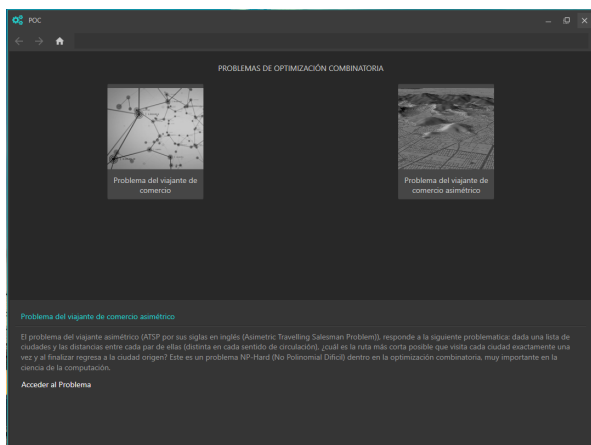 POC
PROBLEMAS DE OPTIMIZACIÓN COMBINATORIA
Problema del viajante de
comercio
Problema del viajante de
comercio asimétrico
Problema del viajante de comercio asimétrico
El problema del viajante asimétrico (ATSP por sus siglas en inglés (Asimetric Travelling Salesman Problem)), responde a la siguiente problematica: dada una lista de
ciudades y las distancias entre cada par de ellas (distinta en cada sentido de circulación), ¿cuál es la ruta más corta posible que visita cada ciudad exactamente una
vez y al finalizar regresa a la ciudad origen? Este es un problema NP-Hard (No Polinomial Dificil) dentro en la optimización combinatoria, muy importante en la
ciencia de la computación.
Acceder al Problema